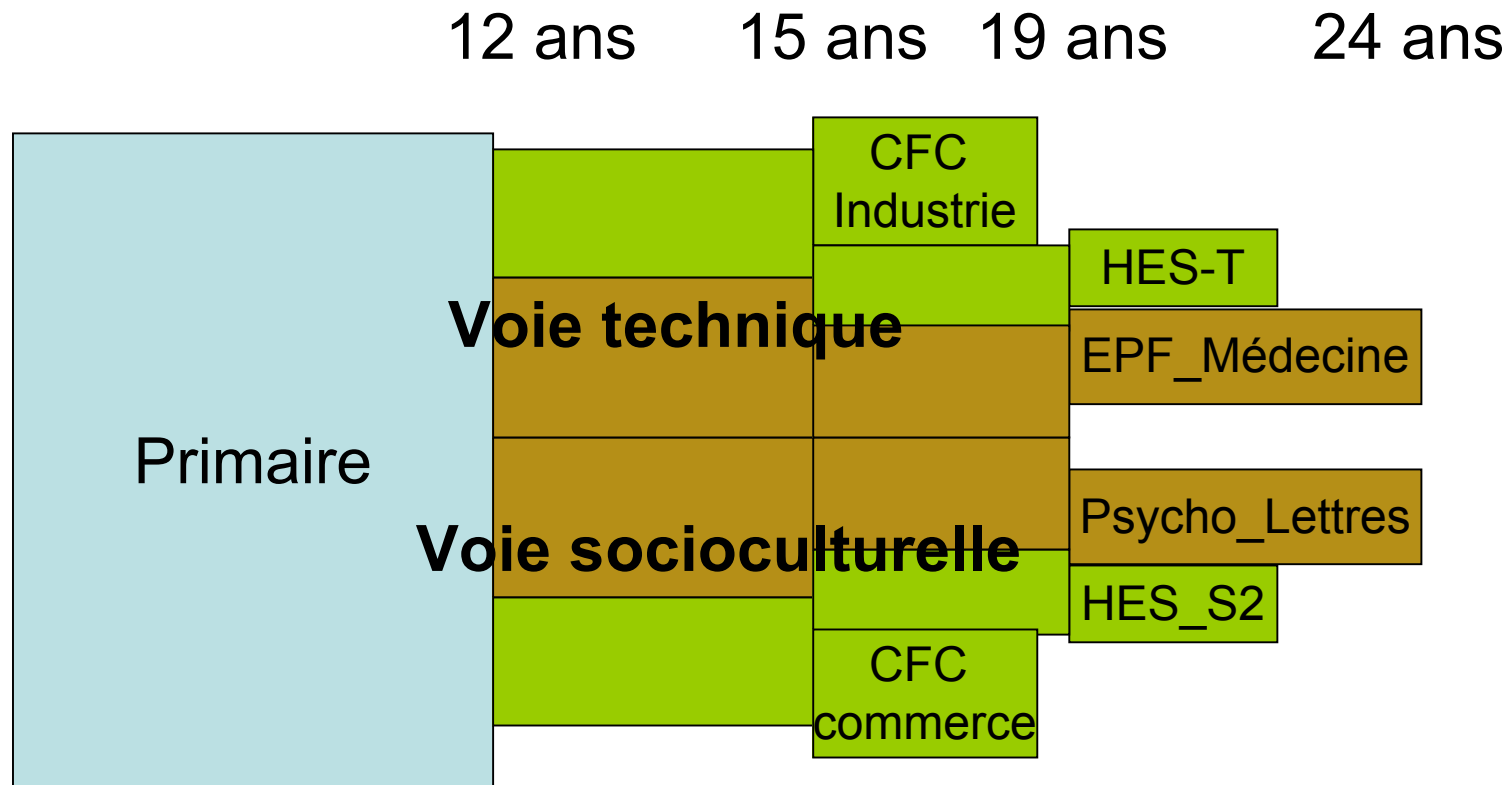 12 ans 15 ans 19 ans 24 ans
CFC
Industrie
HES-T
Voie technique
EPF_Médecine
Primaire
Psycho_Lettres
Voie socioculturelle
HES_S2
CFC
commerce